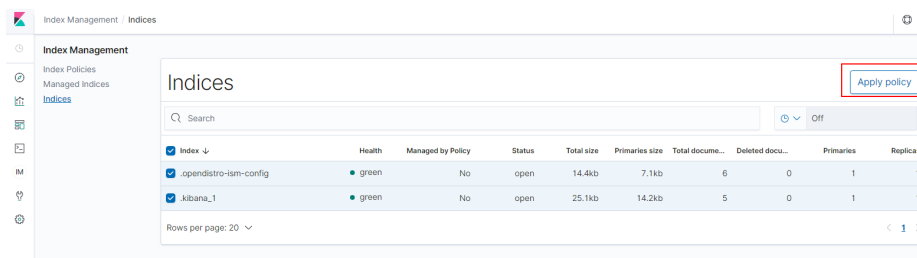 Index Management / Indices
Index Management
Index Policies
Managed Indices
Indices
Indices
Apply policy
Search
Off
Index Health Managed by Policy Status Total size Primaries size Total docume... Deleted docu... Primaries Replica
.opendistro-ism-config green No open 14.4kb 7.1kb 6 0 1
.kibana_1 green No open 25.1kb 14.2kb 5 0 1
IM
Rows per page: 20
1